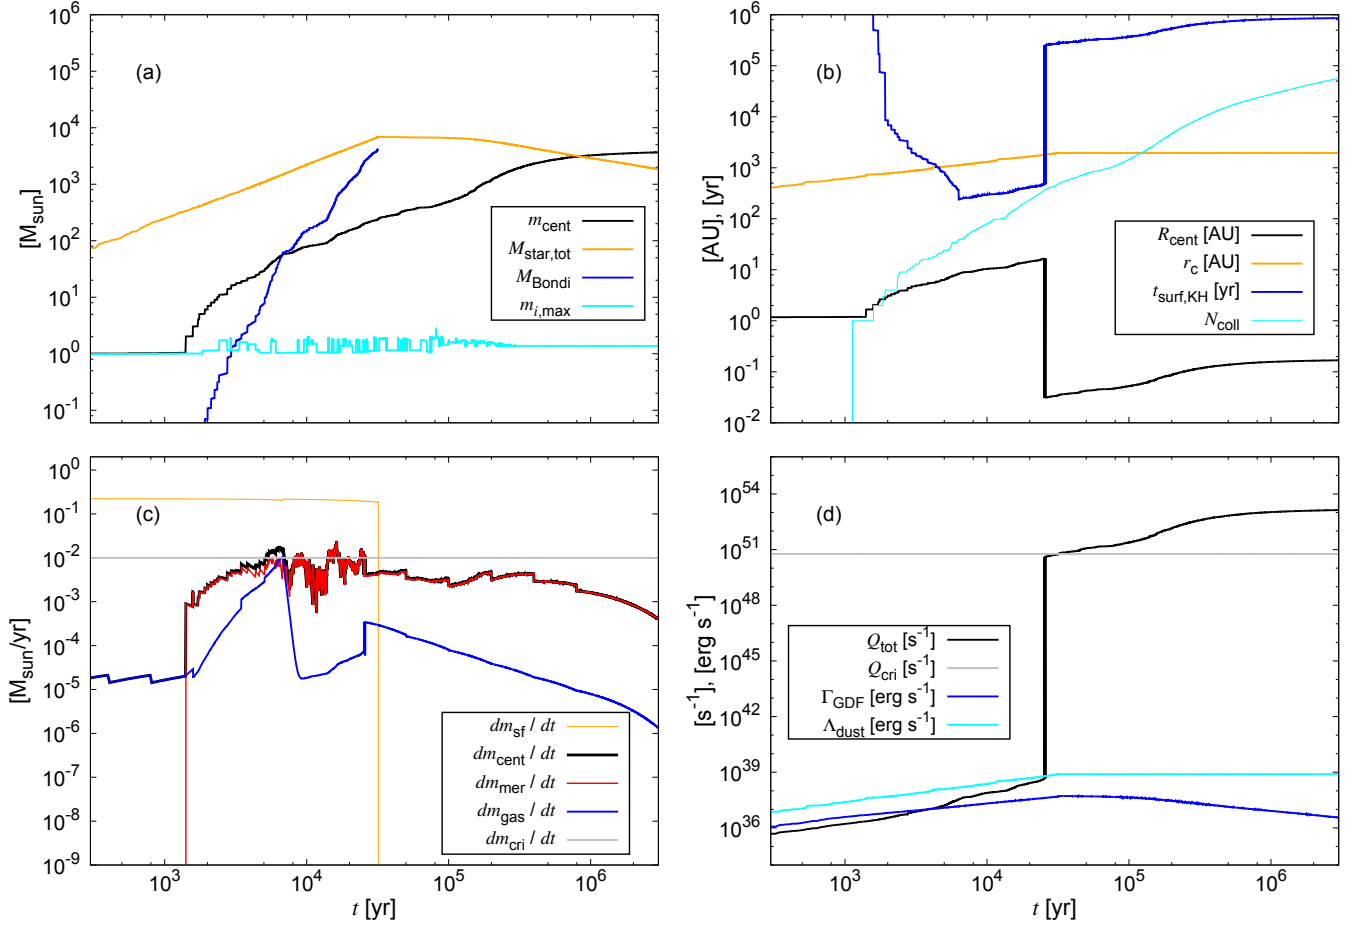 10^6
10^5
10^4
10^3
10^2
10^1
10^0
10^-1
[M_sun]
(a)
m_cent
M_star,tot
M_Bondi
m_i,max
10^6
10^5
10^4
10^3
10^2
10^1
10^0
10^-1
10^-2
[AU], [yr]
(b)
R_cent [AU]
r_c [AU]
t_surf,KH [yr]
N_coll
10^0
10^-1
10^-2
10^-3
10^-4
10^-5
10^-6
10^-7
10^-8
10^-9
[M_sun/yr]
(c)
dm_sf / dt
dm_cent / dt
dm_mer / dt
dm_gas / dt
dm_cri / dt
10^3
10^4
10^5
10^6
t [yr]
10^54
10^51
10^48
10^45
10^42
10^39
10^36
[s^-1], [erg s^-1]
(d)
Q_tot [s^-1]
Q_cri [s^-1]
Γ_GDF [erg s^-1]
Λ_dust [erg s^-1]
10^3
10^4
10^5
10^6
t [yr]